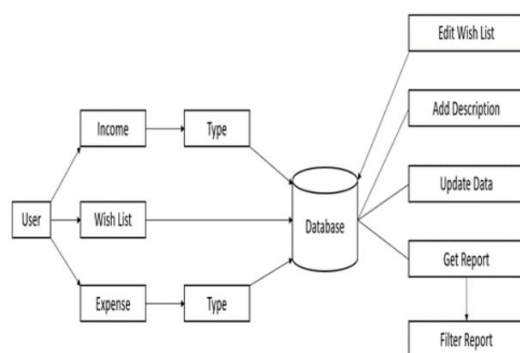 Edit Wish List
Add Description
Income
Type
Update Data
User
Wish List
Database
Get Report
Expense
Type
Filter Report